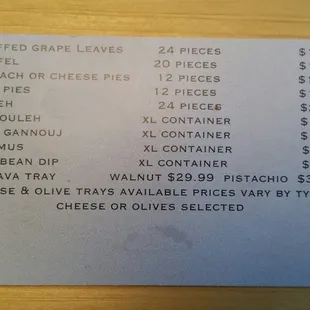 FFED GRAPE LEAVES 24 PIECES $
FEL 20 PIECES $
ACH OR CHEESE PIES 12 PIECES $
PIES 12 PIECES $
EH 24 PIECES $
OULEH XL CONTAINER $
GANNOUJ XL CONTAINER $
MUS XL CONTAINER $
BEAN DIP XL CONTAINER $
AVA TRAY WALNUT $29.99 PISTACHIO $3
SE & OLIVE TRAYS AVAILABLE PRICES VARY BY TY
CHEESE OR OLIVES SELECTED